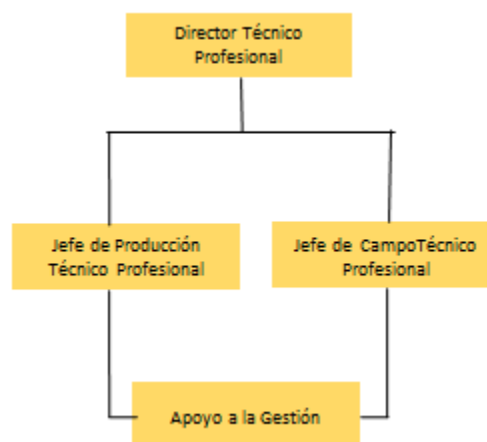 Director Técnico
Profesional
Jefe de Producción
Técnico Profesional
Jefe de CampoTécnico
Profesional
Apoyo a la Gestión